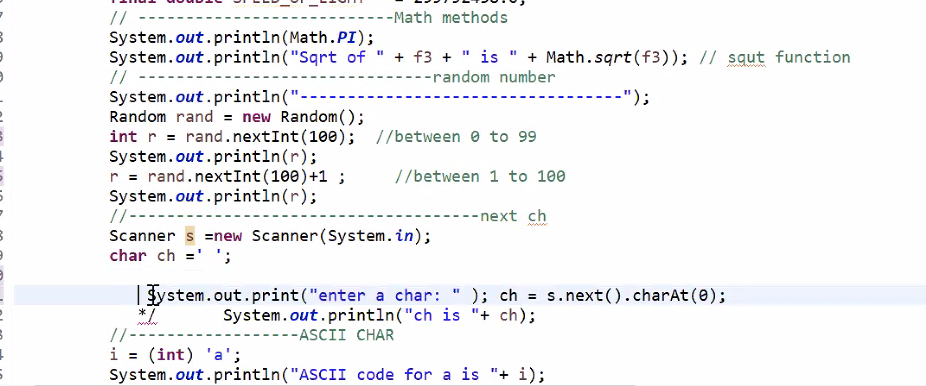 final double SPEED_OF_LIGHT = 299792458.0;
// ---------------------------Math methods
System.out.println(Math.PI);
System.out.println("Sqrt of " + f3 + " is " + Math.sqrt(f3)); // squt function
// -------------------------------random number
System.out.println("----------------------------------");
Random rand = new Random();
int r = rand.nextInt(100); //between 0 to 99
System.out.println(r);
r = rand.nextInt(100)+1 ; //between 1 to 100
System.out.println(r);
//-------------------------------------next ch
Scanner s =new Scanner(System.in);
char ch =' ';
System.out.print("enter a char: " ); ch = s.next().charAt(0);
*/ System.out.println("ch is "+ ch);
//------------------ASCII CHAR
i = (int) 'a';
System.out.println("ASCII code for a is "+ i);